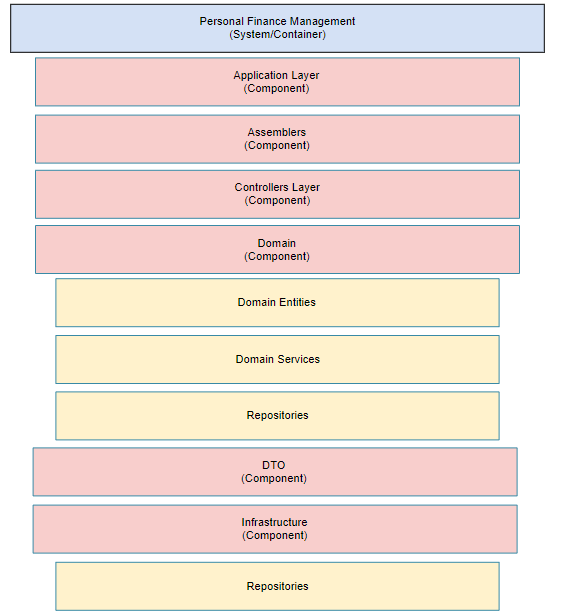 Personal Finance Management
(System/Container)
Application Layer
(Component)
Assemblers
(Component)
Controllers Layer
(Component)
Domain
(Component)
Domain Entities
Domain Services
Repositories
DTO
(Component)
Infrastructure
(Component)
Repositories